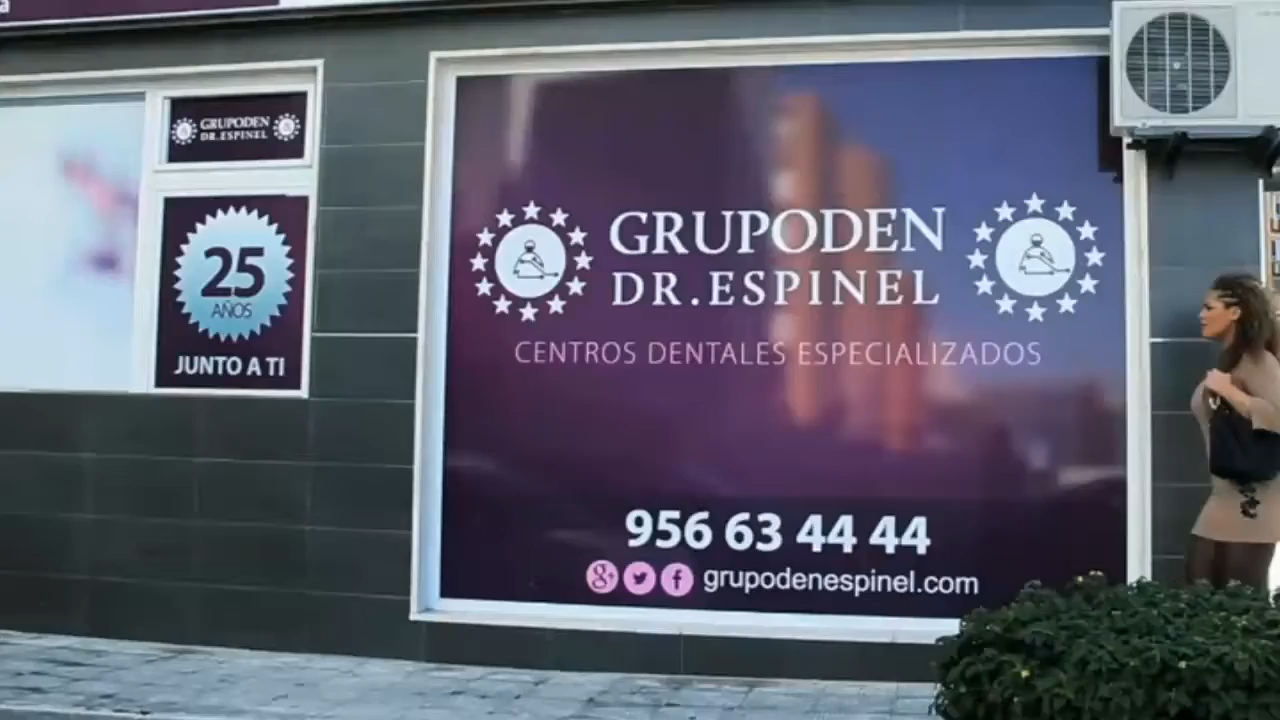 GRUPODEN
DR.ESPINEL
25
AÑOS
JUNTO A TI
GRUPODEN
DR.ESPINEL
CENTROS DENTALES ESPECIALIZADOS
956 63 44 44
g+ f grupodenespinel.com